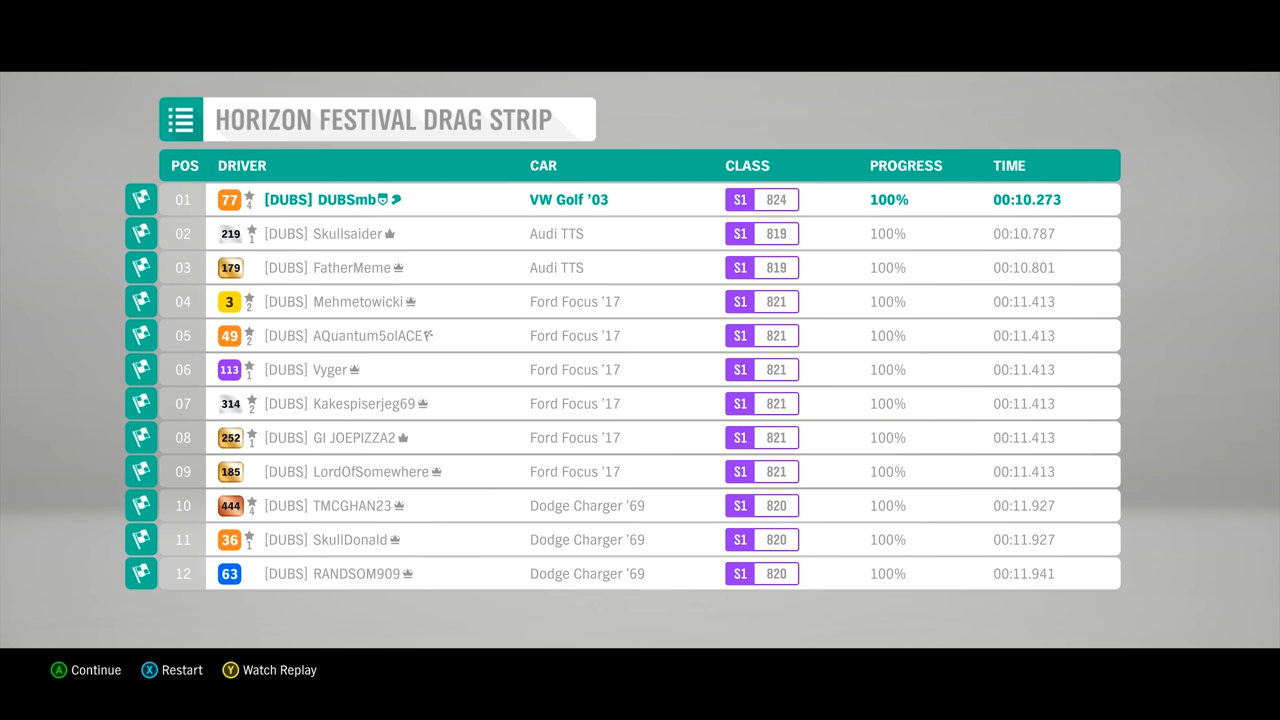 HORIZON FESTIVAL DRAG STRIP
POS DRIVER CAR CLASS PROGRESS TIME
01 77 4 [DUBS] DUBSmb VW Golf '03 S1 824 100% 00:10.273
02 219 1 [DUBS] Skullsaider Audi TTS S1 819 100% 00:10.787
03 179 [DUBS] FatherMeme Audi TTS S1 819 100% 00:10.801
04 3 2 [DUBS] Mehmetowicki Ford Focus '17 S1 821 100% 00:11.413
05 49 2 [DUBS] AQuantum5olACE Ford Focus '17 S1 821 100% 00:11.413
06 113 1 [DUBS] Vyger Ford Focus '17 S1 821 100% 00:11.413
07 314 2 [DUBS] Kakespiserjeg69 Ford Focus '17 S1 821 100% 00:11.413
08 252 1 [DUBS] GI JOEPIZZA2 Ford Focus '17 S1 821 100% 00:11.413
09 185 [DUBS] LordOfSomewhere Ford Focus '17 S1 821 100% 00:11.413
10 444 4 [DUBS] TMCGHAN23 Dodge Charger '69 S1 820 100% 00:11.927
11 36 1 [DUBS] SkullDonald Dodge Charger '69 S1 820 100% 00:11.927
12 63 [DUBS] RANDSOM909 Dodge Charger '69 S1 820 100% 00:11.941
A Continue X Restart Y Watch Replay